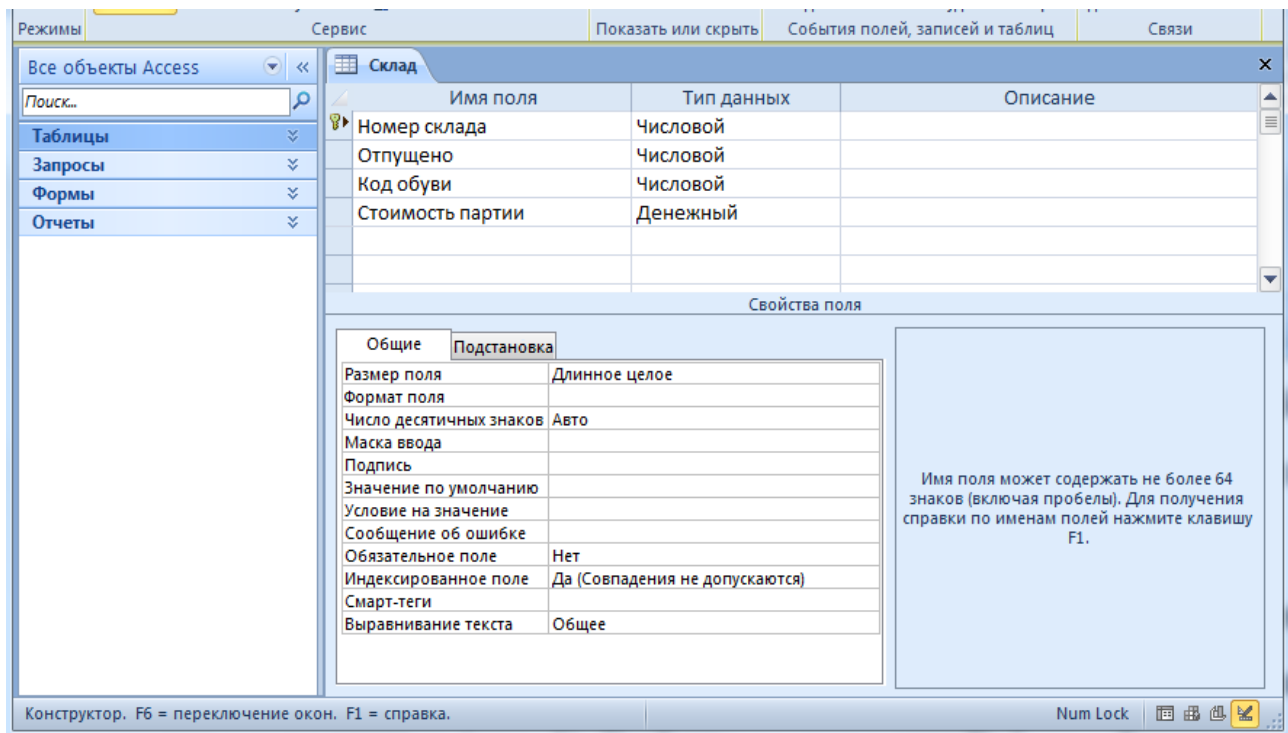 Режимы Сервис Показать или скрыть События полей, записей и таблиц Связи
Все объекты Access
Поиск...
Таблицы
Запросы
Формы
Отчеты
Склад
Имя поля Тип данных Описание
Номер склада Числовой
Отпущено Числовой
Код обуви Числовой
Стоимость партии Денежный
Свойства поля
Общие Подстановка
Размер поля Длинное целое
Формат поля
Число десятичных знаков Авто
Маска ввода
Подпись
Значение по умолчанию
Условие на значение
Сообщение об ошибке
Обязательное поле Нет
Индексированное поле Да (Совпадения не допускаются)
Смарт-теги
Выравнивание текста Общее
Имя поля может содержать не более 64
знаков (включая пробелы). Для получения
справки по именам полей нажмите клавишу
F1.
Конструктор. F6 = переключение окон. F1 = справка. Num Lock